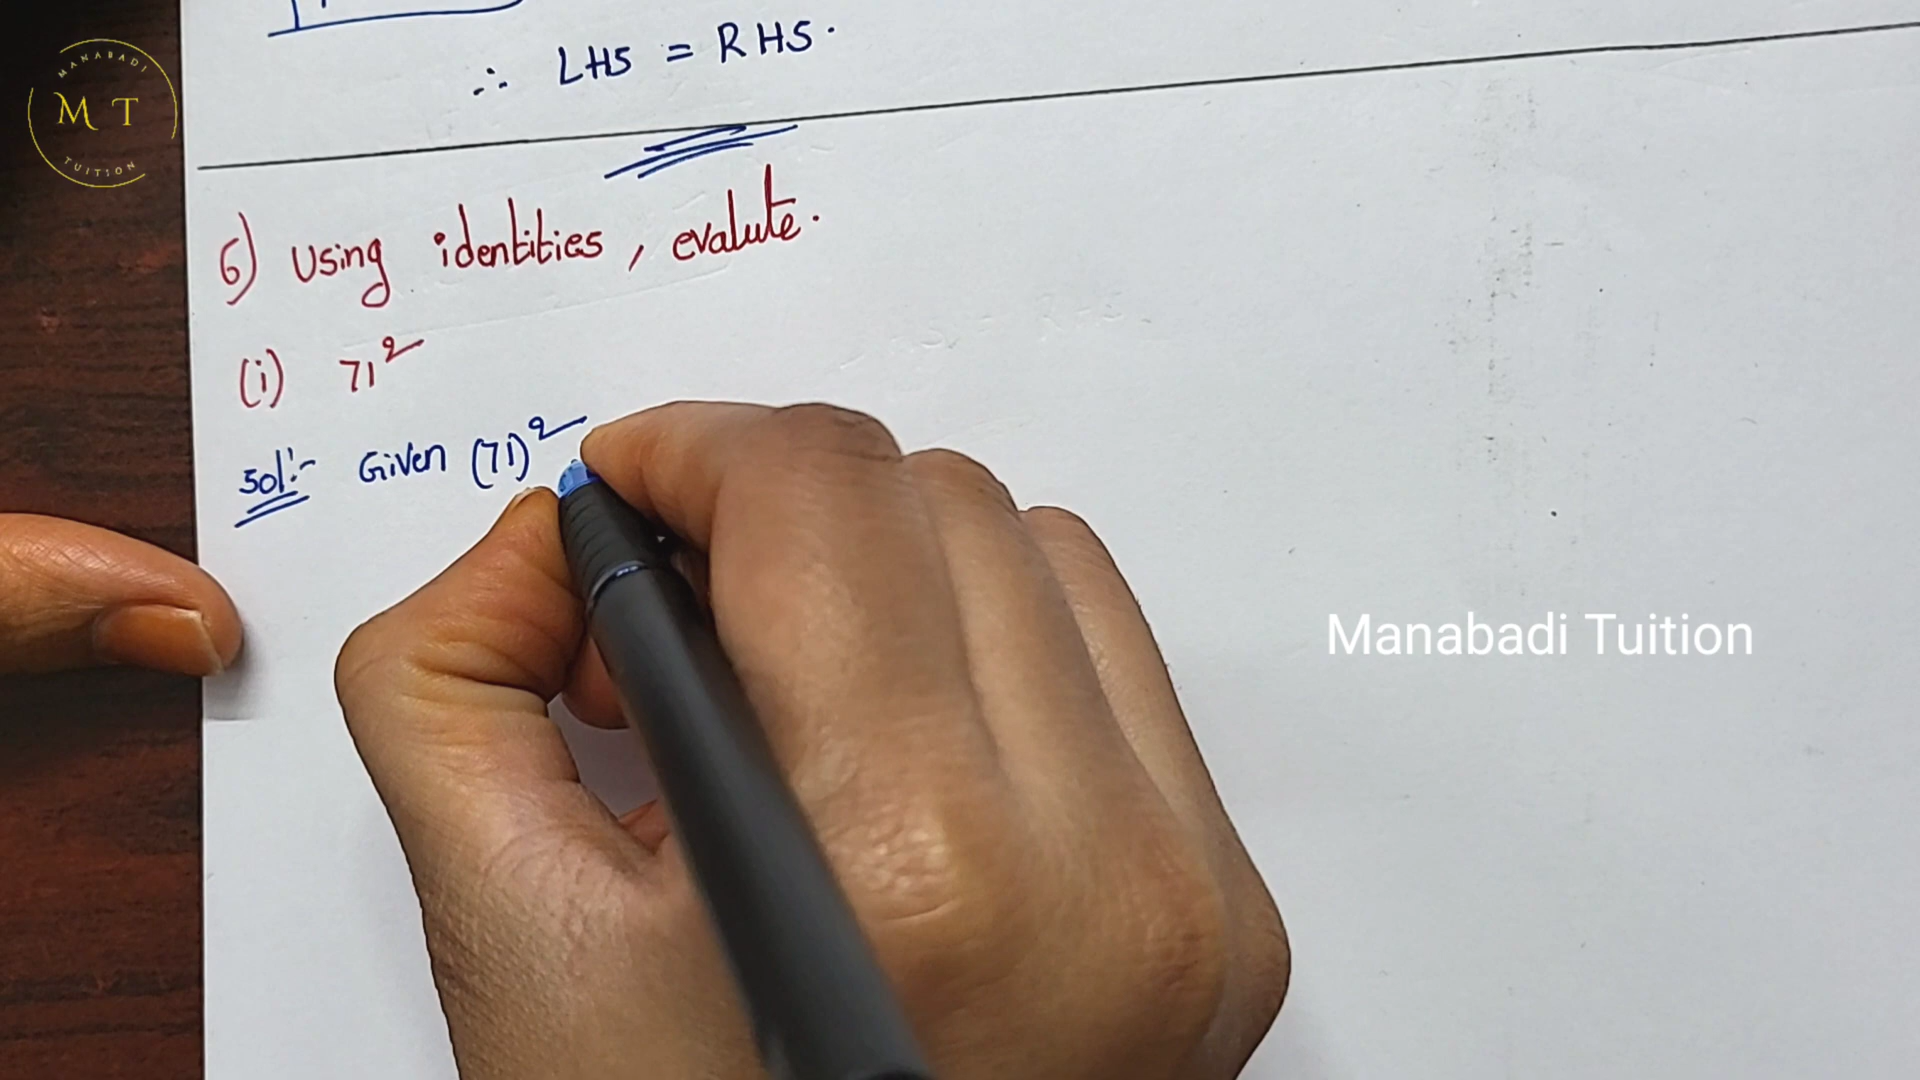 MANABADI
M T
TUITION
∴ LHS = RHS.
6) Using identities, evalute.
(i) 71²
Sol:- Given (71)²
Manabadi Tuition